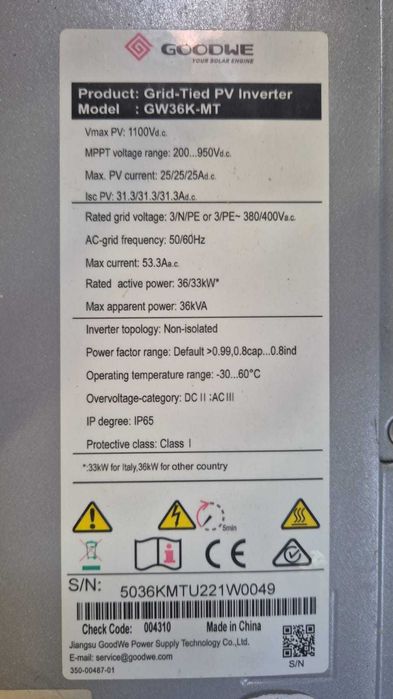 GOODWE
YOUR SOLAR ENGINE
Product: Grid-Tied PV Inverter
Model : GW36K-MT
Vmax PV: 1100Vd.c.
MPPT voltage range: 200...950Vd.c.
Max. PV current: 25/25/25Ad.c.
Isc PV: 31.3/31.3/31.3Ad.c.
Rated grid voltage: 3/N/PE or 3/PE~ 380/400Va.c.
AC-grid frequency: 50/60Hz
Max current: 53.3Aa.c.
Rated active power: 36/33kW*
Max apparent power: 36kVA
Inverter topology: Non-isolated
Power factor range: Default >0.99,0.8cap...0.8ind
Operating temperature range: -30...60°C
Overvoltage-category: DC II :AC III
IP degree: IP65
Protective class: Class I
*:33kW for Italy,36kW for other country
5min
CE
S/N: 5036KMTU221W0049
Check Code: 004310 Made in China
Jiangsu GoodWe Power Supply Technology Co.,Ltd.
E-mail: service@goodwe.com
350-00487-01
S/N